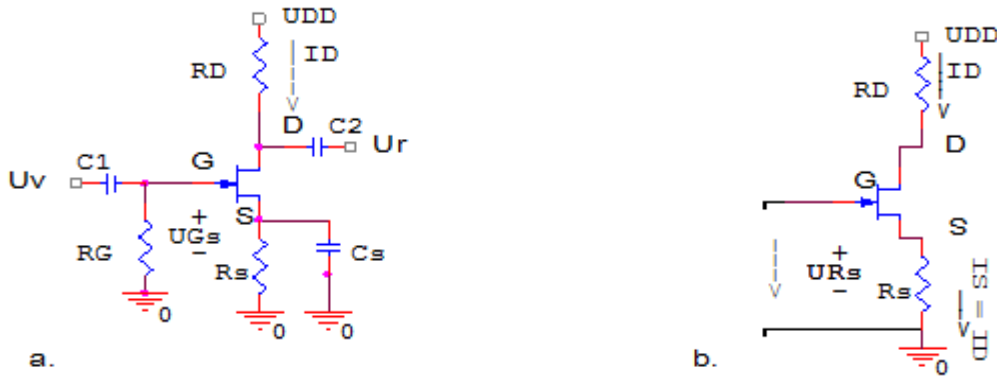 UDD
ID
RD
D
C2
Ur
G
C1
Uv
S
+
UGs
-
RG
Rs
Cs
0
0
0
a.
UDD
ID
RD
D
G
S
+
URs
-
Rs
IS = ID
0
b.